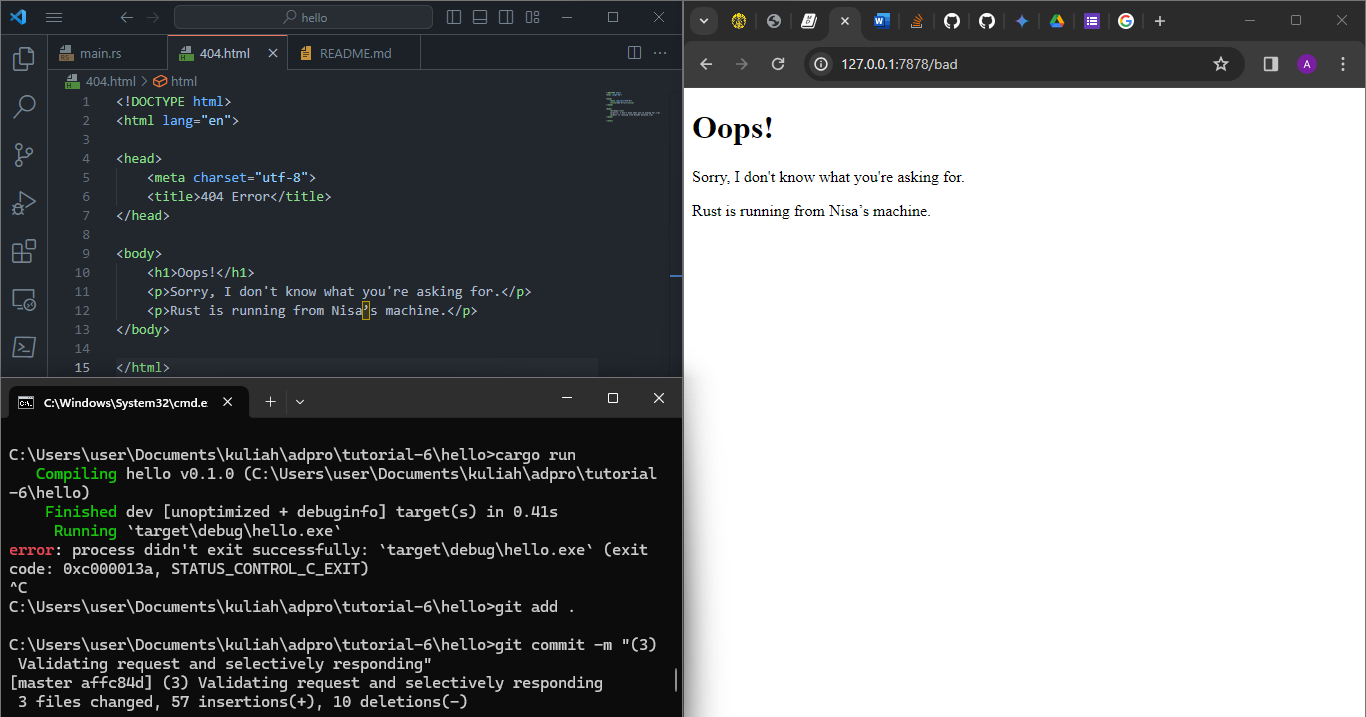 hello
main.rs
404.html
README.md
404.html > html
1 <!DOCTYPE html>
2 <html lang="en">
3
4 <head>
5 <meta charset="utf-8">
6 <title>404 Error</title>
7 </head>
8
9 <body>
10 <h1>Oops!</h1>
11 <p>Sorry, I don't know what you're asking for.</p>
12 <p>Rust is running from Nisa’s machine.</p>
13 </body>
14
15 </html>
C:\Windows\System32\cmd.e
C:\Users\user\Documents\kuliah\adpro\tutorial-6\hello>cargo run
Compiling hello v0.1.0 (C:\Users\user\Documents\kuliah\adpro\tutorial
-6\hello)
Finished dev [unoptimized + debuginfo] target(s) in 0.41s
Running `target\debug\hello.exe`
error: process didn't exit successfully: `target\debug\hello.exe` (exit
code: 0xc000013a, STATUS_CONTROL_C_EXIT)
^C
C:\Users\user\Documents\kuliah\adpro\tutorial-6\hello>git add .
C:\Users\user\Documents\kuliah\adpro\tutorial-6\hello>git commit -m "(3)
Validating request and selectively responding"
[master affc84d] (3) Validating request and selectively responding
3 files changed, 57 insertions(+), 10 deletions(-)
127.0.0.1:7878/bad
A
Oops!
Sorry, I don't know what you're asking for.
Rust is running from Nisa’s machine.